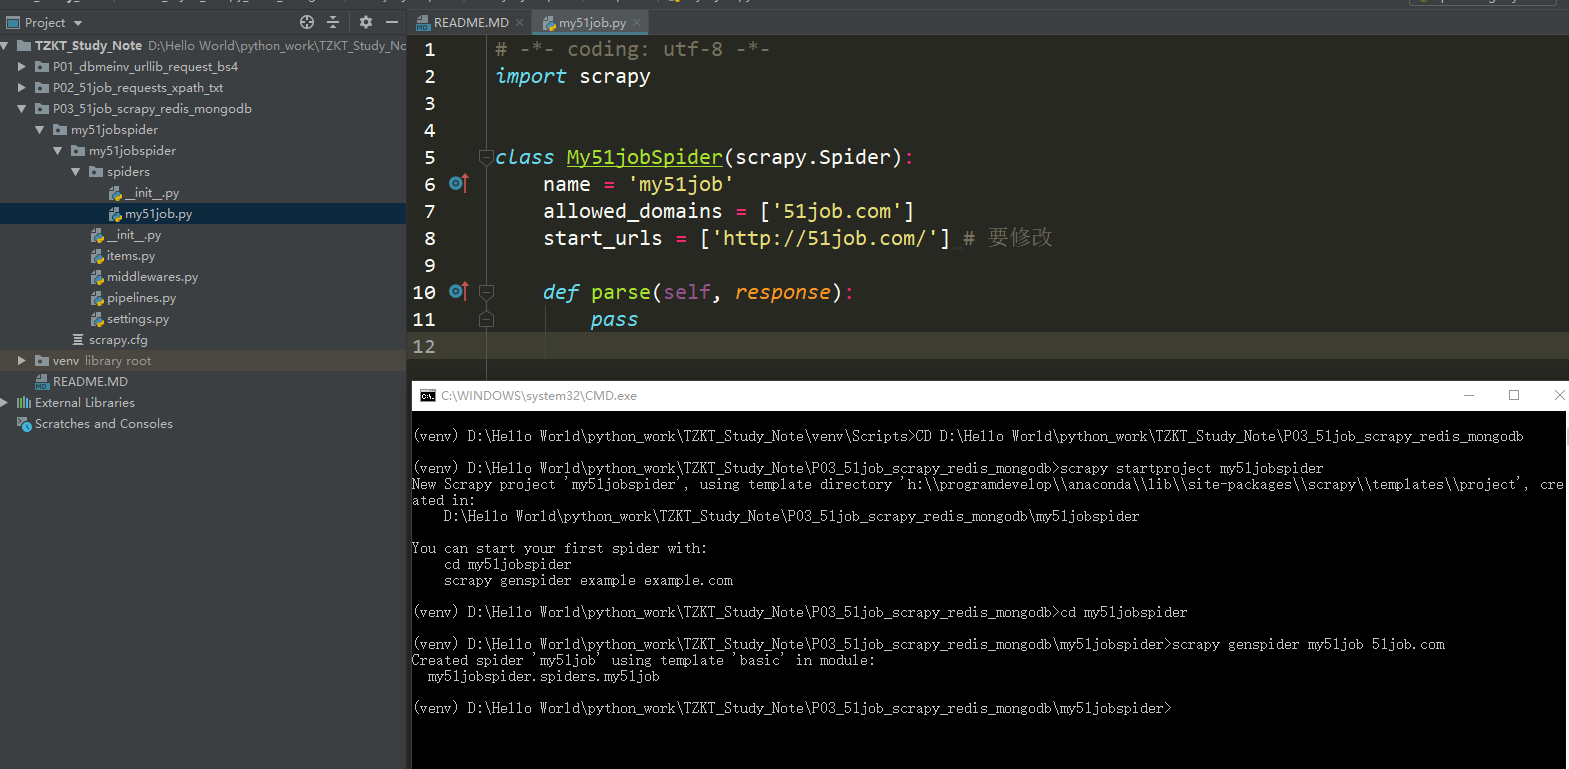 Project
TZKT_Study_Note D:\Hello World\python_work\TZKT_Study_No
P01_dbmeinv_urllib_request_bs4
P02_51job_requests_xpath_txt
P03_51job_scrapy_redis_mongodb
my51jobspider
my51jobspider
spiders
__init__.py
my51job.py
__init__.py
items.py
middlewares.py
pipelines.py
settings.py
scrapy.cfg
venv library root
README.MD
External Libraries
Scratches and Consoles
README.MD my51job.py
1 # -*- coding: utf-8 -*-
2 import scrapy
3
4
5 class My51jobSpider(scrapy.Spider):
6 name = 'my51job'
7 allowed_domains = ['51job.com']
8 start_urls = ['http://51job.com/'] # 要修改
9
10 def parse(self, response):
11 pass
12
C:\WINDOWS\system32\CMD.exe
(venv) D:\Hello World\python_work\TZKT_Study_Note\venv\Scripts>CD D:\Hello World\python_work\TZKT_Study_Note\P03_51job_scrapy_redis_mongodb
(venv) D:\Hello World\python_work\TZKT_Study_Note\P03_51job_scrapy_redis_mongodb>scrapy startproject my51jobspider
New Scrapy project 'my51jobspider', using template directory 'h:\\programdevelop\\anaconda\\lib\\site-packages\\scrapy\\templates\\project', cre
ated in:
D:\Hello World\python_work\TZKT_Study_Note\P03_51job_scrapy_redis_mongodb\my51jobspider
You can start your first spider with:
cd my51jobspider
scrapy genspider example example.com
(venv) D:\Hello World\python_work\TZKT_Study_Note\P03_51job_scrapy_redis_mongodb>cd my51jobspider
(venv) D:\Hello World\python_work\TZKT_Study_Note\P03_51job_scrapy_redis_mongodb\my51jobspider>scrapy genspider my51job 51job.com
Created spider 'my51job' using template 'basic' in module:
my51jobspider.spiders.my51job
(venv) D:\Hello World\python_work\TZKT_Study_Note\P03_51job_scrapy_redis_mongodb\my51jobspider>